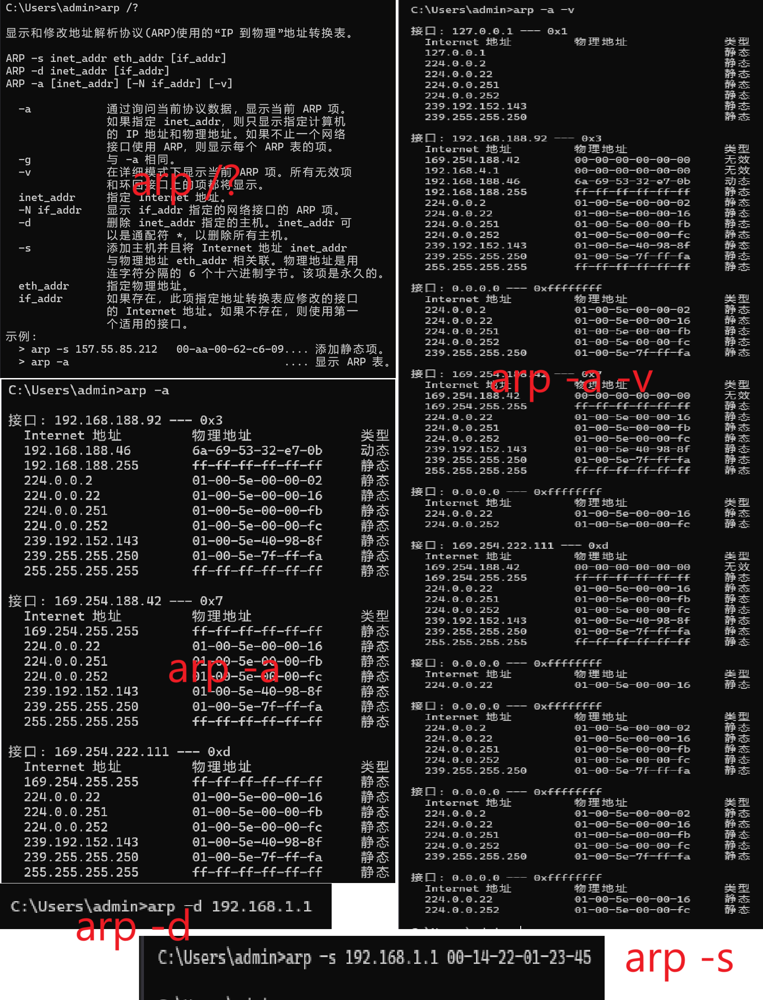 C:\Users\admin>arp /?
显示和修改地址解析协议(ARP)使用的“IP 到物理”地址转换表。
ARP -s inet_addr eth_addr [if_addr]
ARP -d inet_addr [if_addr]
ARP -a [inet_addr] [-N if_addr] [-v]
-a 通过询问当前协议数据，显示当前 ARP 项。
如果指定 inet_addr，则只显示指定计算机
的 IP 地址和物理地址。如果不止一个网络
接口使用 ARP，则显示每个 ARP 表的项。
-g 与 -a 相同。
-v 在详细模式下显示当前 ARP 项。所有无效项
和环回接口上的项都将显示。
arp /?
inet_addr 指定 Internet 地址。
-N if_addr 显示 if_addr 指定的网络接口的 ARP 项。
-d 删除 inet_addr 指定的主机。inet_addr 可
以是通配符 *，以删除所有主机。
-s 添加主机并且将 Internet 地址 inet_addr
与物理地址 eth_addr 相关联。物理地址是用
连字符分隔的 6 个十六进制字节。该项是永久的。
eth_addr 指定物理地址。
if_addr 如果存在，此项指定地址转换表应修改的接口
的 Internet 地址。如果不存在，则使用第一
个适用的接口。
示例:
> arp -s 157.55.85.212 00-aa-00-62-c6-09.... 添加静态项。
> arp -a .... 显示 ARP 表。
C:\Users\admin>arp -a
接口: 192.168.188.92 --- 0x3
Internet 地址 物理地址 类型
192.168.188.46 6a-69-53-32-e7-0b 动态
192.168.188.255 ff-ff-ff-ff-ff-ff 静态
224.0.0.2 01-00-5e-00-00-02 静态
224.0.0.22 01-00-5e-00-00-16 静态
224.0.0.251 01-00-5e-00-00-fb 静态
224.0.0.252 01-00-5e-00-00-fc 静态
239.192.152.143 01-00-5e-40-98-8f 静态
239.255.255.250 01-00-5e-7f-ff-fa 静态
255.255.255.255 ff-ff-ff-ff-ff-ff 静态
接口: 169.254.188.42 --- 0x7
Internet 地址 物理地址 类型
169.254.255.255 ff-ff-ff-ff-ff-ff 静态
224.0.0.22 01-00-5e-00-00-16 静态
224.0.0.251 01-00-5e-00-00-fb 静态
arp -a
224.0.0.252 01-00-5e-00-00-fc 静态
239.192.152.143 01-00-5e-40-98-8f 静态
239.255.255.250 01-00-5e-7f-ff-fa 静态
255.255.255.255 ff-ff-ff-ff-ff-ff 静态
接口: 169.254.222.111 --- 0xd
Internet 地址 物理地址 类型
169.254.255.255 ff-ff-ff-ff-ff-ff 静态
224.0.0.22 01-00-5e-00-00-16 静态
224.0.0.251 01-00-5e-00-00-fb 静态
224.0.0.252 01-00-5e-00-00-fc 静态
239.192.152.143 01-00-5e-40-98-8f 静态
239.255.255.250 01-00-5e-7f-ff-fa 静态
255.255.255.255 ff-ff-ff-ff-ff-ff 静态
C:\Users\admin>arp -d 192.168.1.1
arp -d
C:\Users\admin>arp -a -v
接口: 127.0.0.1 --- 0x1
Internet 地址 物理地址 类型
127.0.0.1 静态
224.0.0.2 静态
224.0.0.22 静态
224.0.0.251 静态
224.0.0.252 静态
239.192.152.143 静态
239.255.255.250 静态
接口: 192.168.188.92 --- 0x3
Internet 地址 物理地址 类型
169.254.188.42 00-00-00-00-00-00 无效
192.168.4.1 00-00-00-00-00-00 无效
192.168.188.46 6a-69-53-32-e7-0b 动态
192.168.188.255 ff-ff-ff-ff-ff-ff 静态
224.0.0.2 01-00-5e-00-00-02 静态
224.0.0.22 01-00-5e-00-00-16 静态
224.0.0.251 01-00-5e-00-00-fb 静态
224.0.0.252 01-00-5e-00-00-fc 静态
239.192.152.143 01-00-5e-40-98-8f 静态
239.255.255.250 01-00-5e-7f-ff-fa 静态
255.255.255.255 ff-ff-ff-ff-ff-ff 静态
接口: 0.0.0.0 --- 0xffffffff
Internet 地址 物理地址 类型
224.0.0.2 01-00-5e-00-00-02 静态
224.0.0.22 01-00-5e-00-00-16 静态
224.0.0.251 01-00-5e-00-00-fb 静态
224.0.0.252 01-00-5e-00-00-fc 静态
239.255.255.250 01-00-5e-7f-ff-fa 静态
接口: 169.254.188.42 --- 0x7
arp -a -v
Internet 地址 物理地址 类型
169.254.188.42 00-00-00-00-00-00 无效
169.254.255.255 ff-ff-ff-ff-ff-ff 静态
224.0.0.22 01-00-5e-00-00-16 静态
224.0.0.251 01-00-5e-00-00-fb 静态
224.0.0.252 01-00-5e-00-00-fc 静态
239.192.152.143 01-00-5e-40-98-8f 静态
239.255.255.250 01-00-5e-7f-ff-fa 静态
255.255.255.255 ff-ff-ff-ff-ff-ff 静态
接口: 0.0.0.0 --- 0xffffffff
Internet 地址 物理地址 类型
224.0.0.22 01-00-5e-00-00-16 静态
224.0.0.252 01-00-5e-00-00-fc 静态
接口: 169.254.222.111 --- 0xd
Internet 地址 物理地址 类型
169.254.188.42 00-00-00-00-00-00 无效
169.254.255.255 ff-ff-ff-ff-ff-ff 静态
224.0.0.22 01-00-5e-00-00-16 静态
224.0.0.251 01-00-5e-00-00-fb 静态
224.0.0.252 01-00-5e-00-00-fc 静态
239.192.152.143 01-00-5e-40-98-8f 静态
239.255.255.250 01-00-5e-7f-ff-fa 静态
255.255.255.255 ff-ff-ff-ff-ff-ff 静态
接口: 0.0.0.0 --- 0xffffffff
Internet 地址 物理地址 类型
224.0.0.22 01-00-5e-00-00-16 静态
接口: 0.0.0.0 --- 0xffffffff
Internet 地址 物理地址 类型
224.0.0.2 01-00-5e-00-00-02 静态
224.0.0.22 01-00-5e-00-00-16 静态
224.0.0.251 01-00-5e-00-00-fb 静态
224.0.0.252 01-00-5e-00-00-fc 静态
239.255.255.250 01-00-5e-7f-ff-fa 静态
接口: 0.0.0.0 --- 0xffffffff
Internet 地址 物理地址 类型
224.0.0.2 01-00-5e-00-00-02 静态
224.0.0.22 01-00-5e-00-00-16 静态
224.0.0.251 01-00-5e-00-00-fb 静态
224.0.0.252 01-00-5e-00-00-fc 静态
239.255.255.250 01-00-5e-7f-ff-fa 静态
接口: 0.0.0.0 --- 0xffffffff
Internet 地址 物理地址 类型
224.0.0.22 01-00-5e-00-00-16 静态
224.0.0.252 01-00-5e-00-00-fc 静态
C:\Users\admin>arp -s 192.168.1.1 00-14-22-01-23-45
arp -s